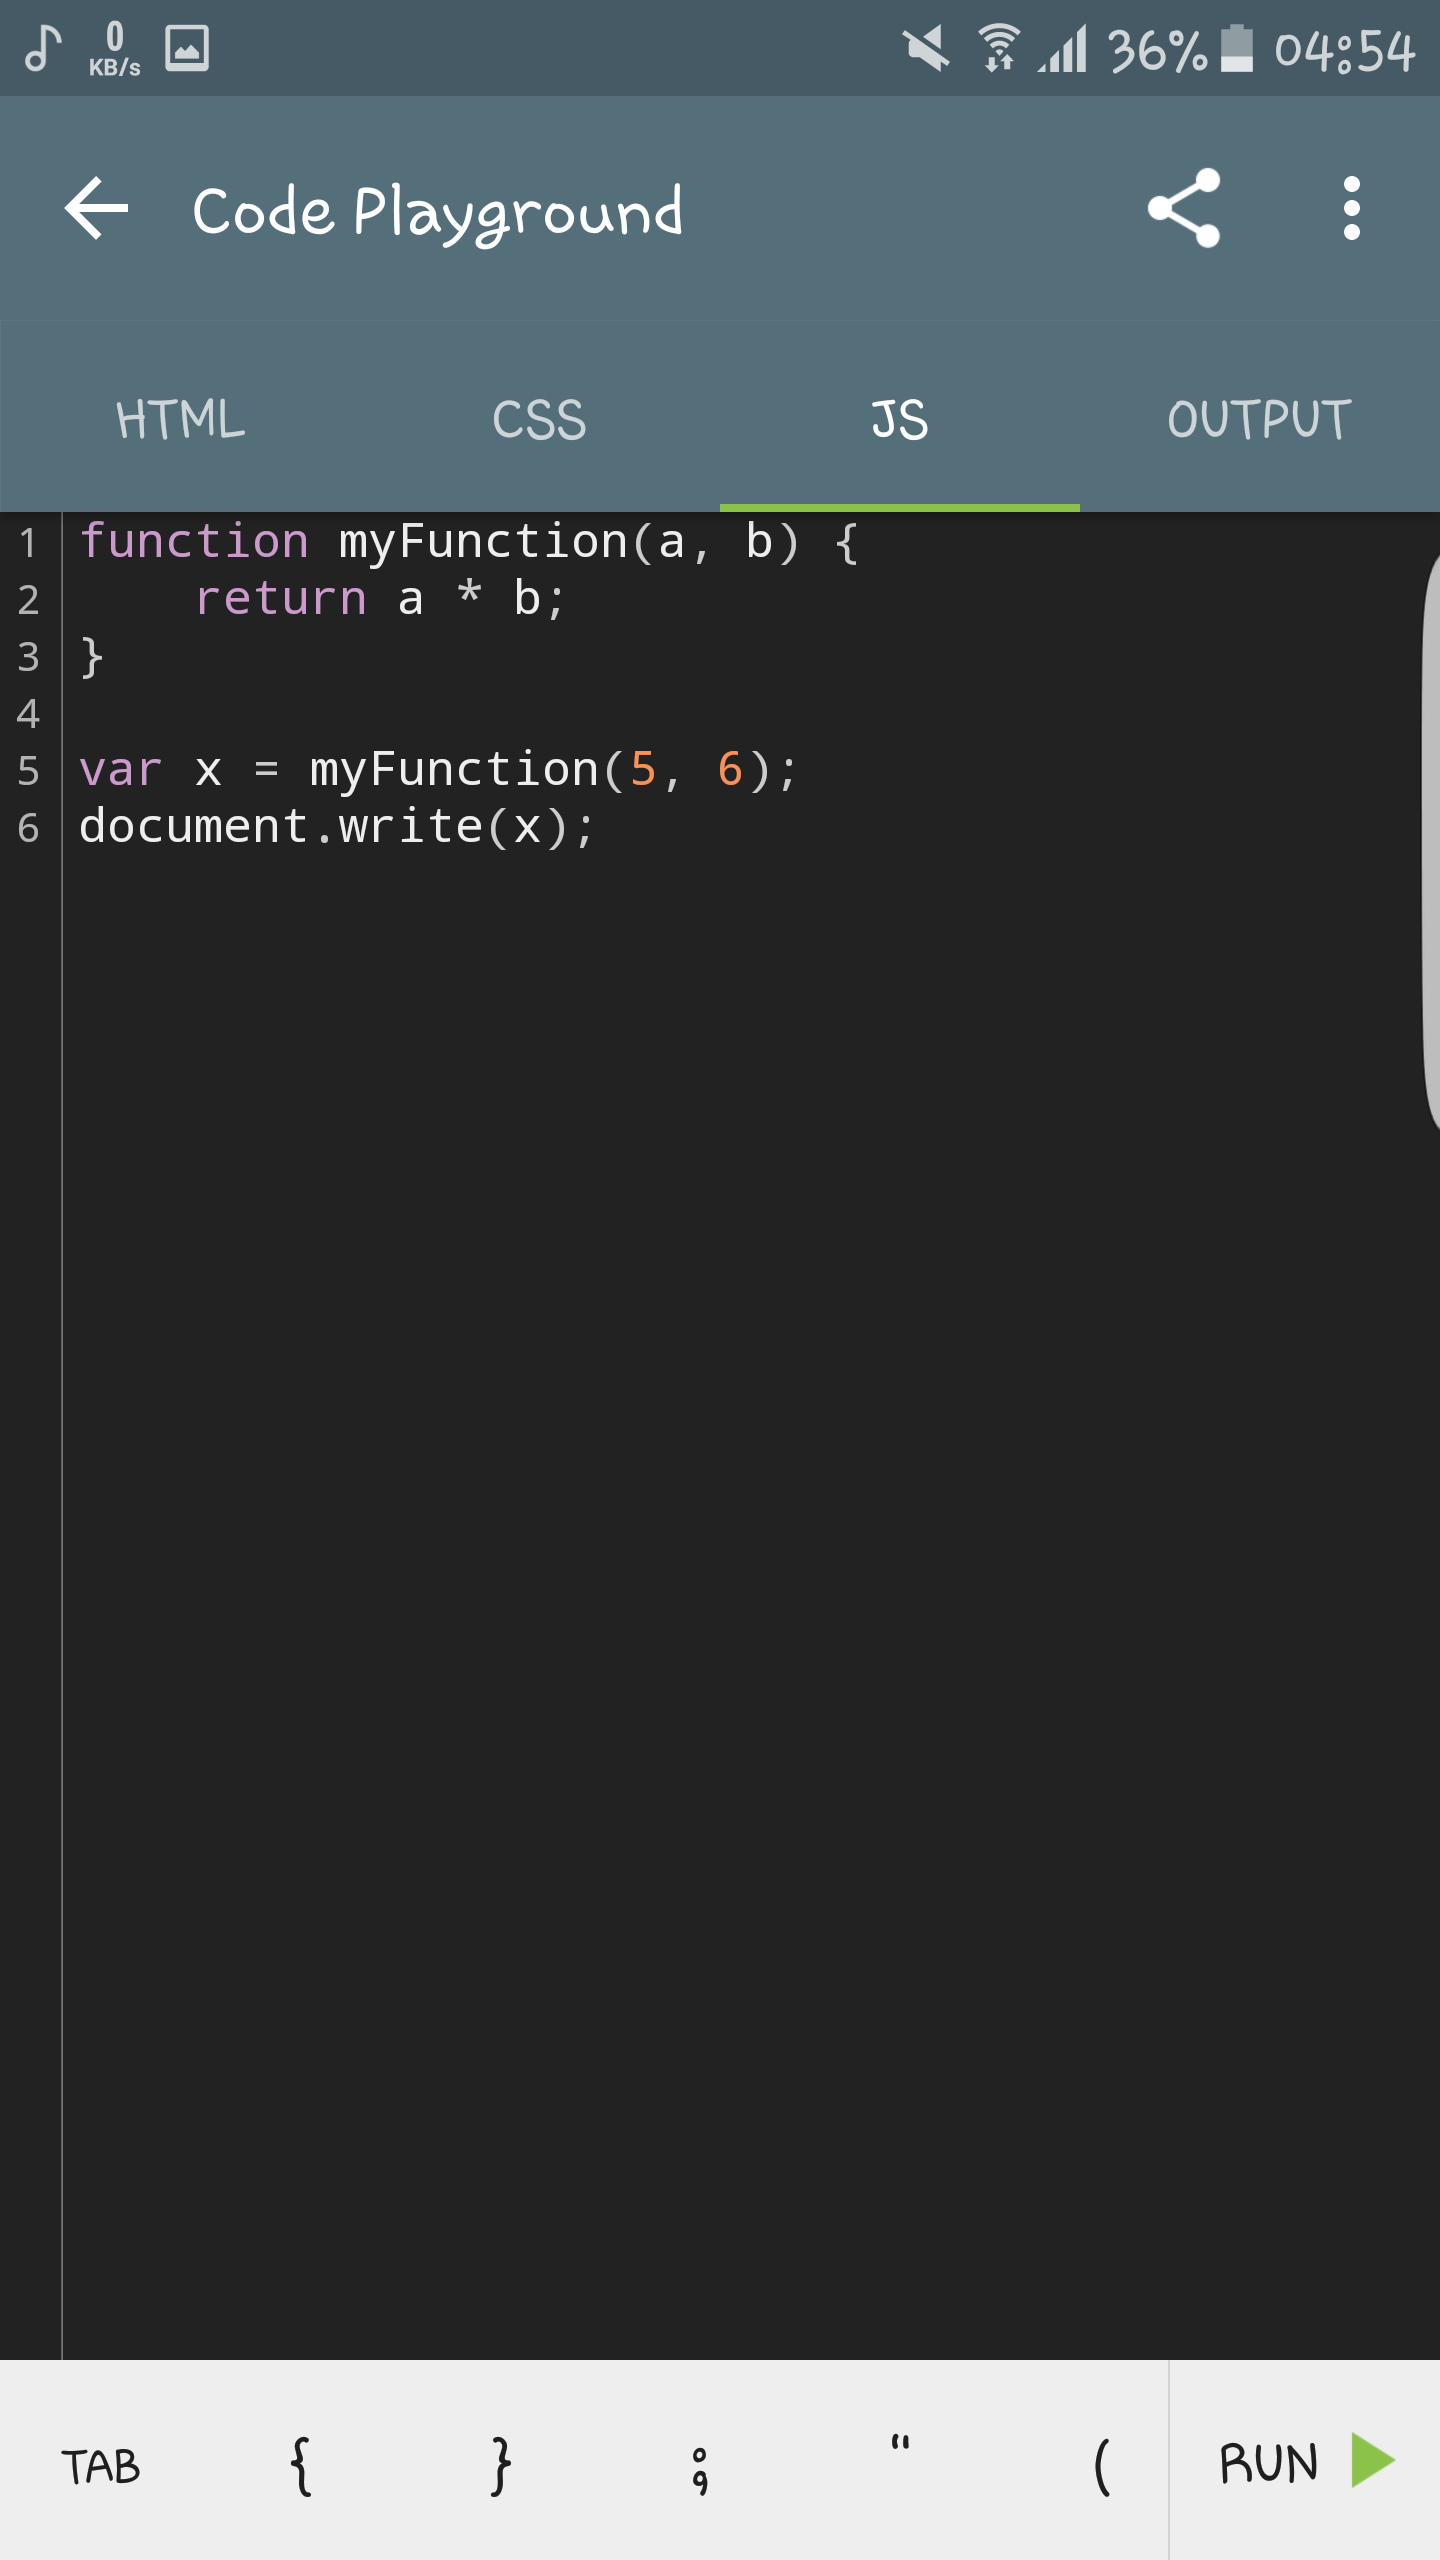 0
KB/s
36% 04:54
Code Playground
HTML CSS JS OUTPUT
1 function myFunction(a, b) {
2     return a * b;
3 }
4
5 var x = myFunction(5, 6);
6 document.write(x);
TAB { } ; " ( RUN